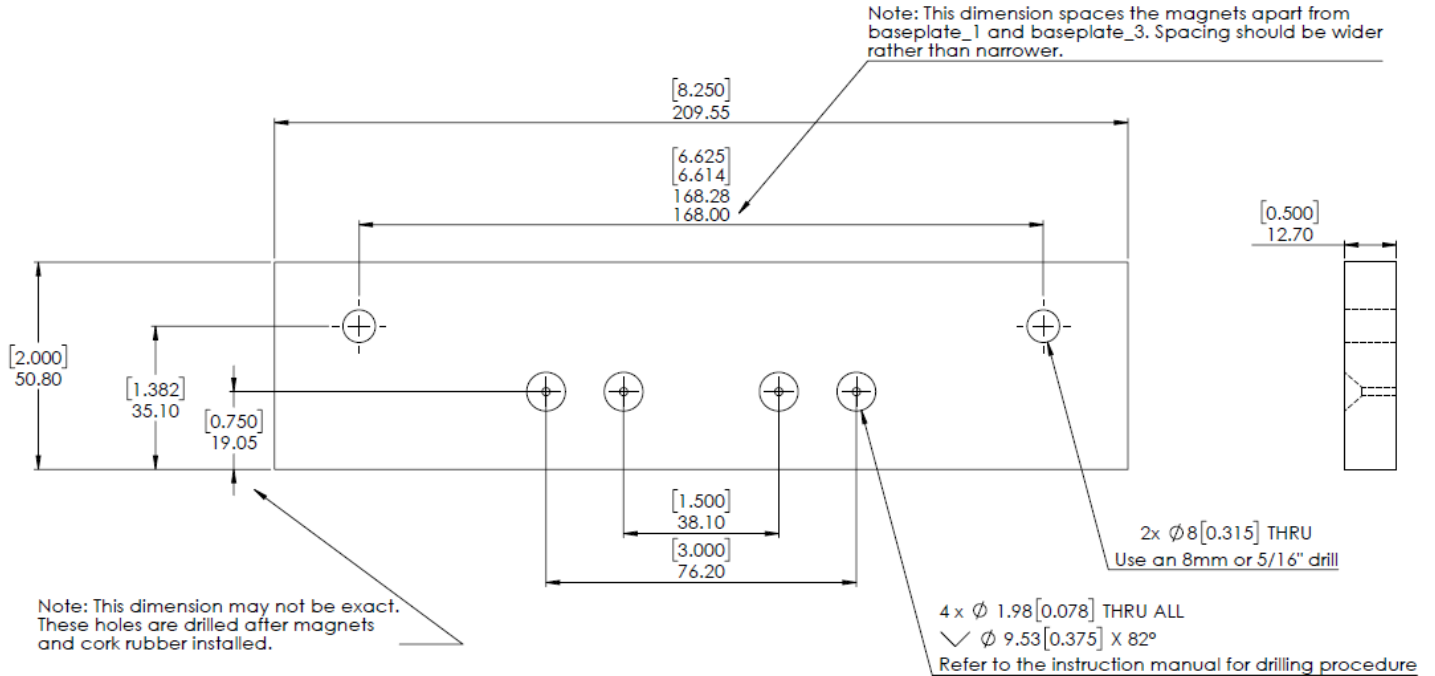 Note: This dimension spaces the magnets apart from
baseplate_1 and baseplate_3. Spacing should be wider
rather than narrower.
[8.250]
209.55
[6.625]
[6.614]
168.28
168.00
[0.500]
12.70
[2.000]
50.80
[1.382]
35.10
[0.750]
19.05
[1.500]
38.10
[3.000]
76.20
2x Ø8[0.315] THRU
Use an 8mm or 5/16" drill
Note: This dimension may not be exact.
These holes are drilled after magnets
and cork rubber installed.
4 x Ø 1.98[0.078] THRU ALL
⌵ Ø 9.53[0.375] X 82°
Refer to the instruction manual for drilling procedure